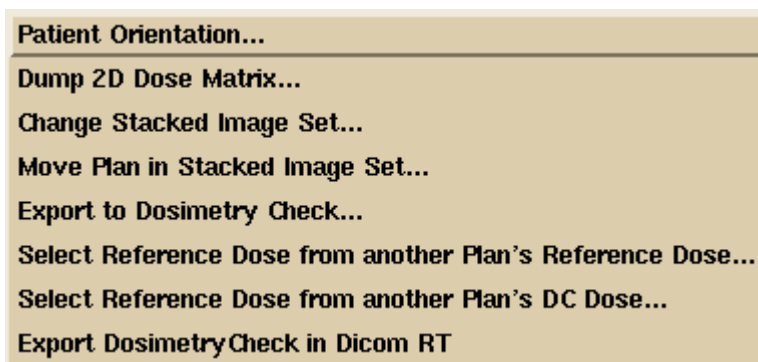 Patient Orientation...
Dump 2D Dose Matrix...
Change Stacked Image Set...
Move Plan in Stacked Image Set...
Export to Dosimetry Check...
Select Reference Dose from another Plan's Reference Dose...
Select Reference Dose from another Plan's DC Dose...
Export DosimetryCheck in Dicom RT